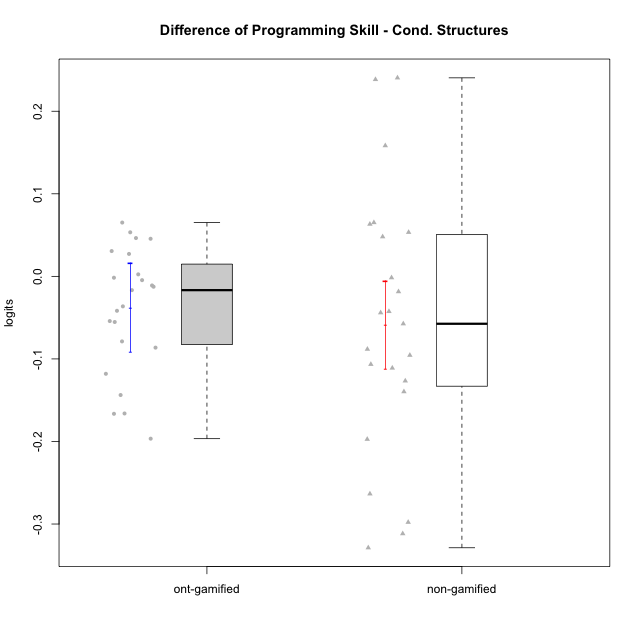 Difference of Programming Skill - Cond. Structures
logits
0.2
0.1
0.0
-0.1
-0.2
-0.3
ont-gamified non-gamified